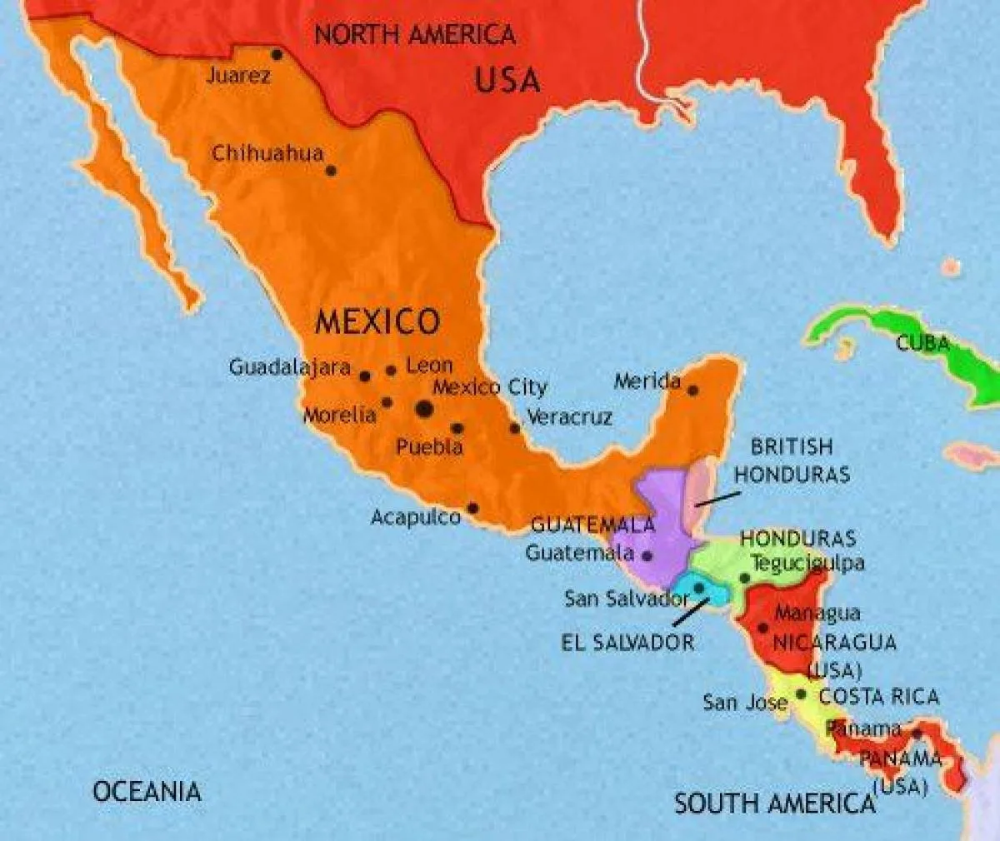 NORTH AMERICA
USA
Juarez
Chihuahua
MEXICO
CUBA
Guadalajara
Leon
Mexico City
Merida
Morelia
Veracruz
Puebla
BRITISH
HONDURAS
Acapulco
GUATEMALA
Guatemala
HONDURAS
Tegucigulpa
San Salvador
EL SALVADOR
Managua
NICARAGUA
(USA)
San Jose
COSTA RICA
Panama
PANAMA
(USA)
OCEANIA
SOUTH AMERICA